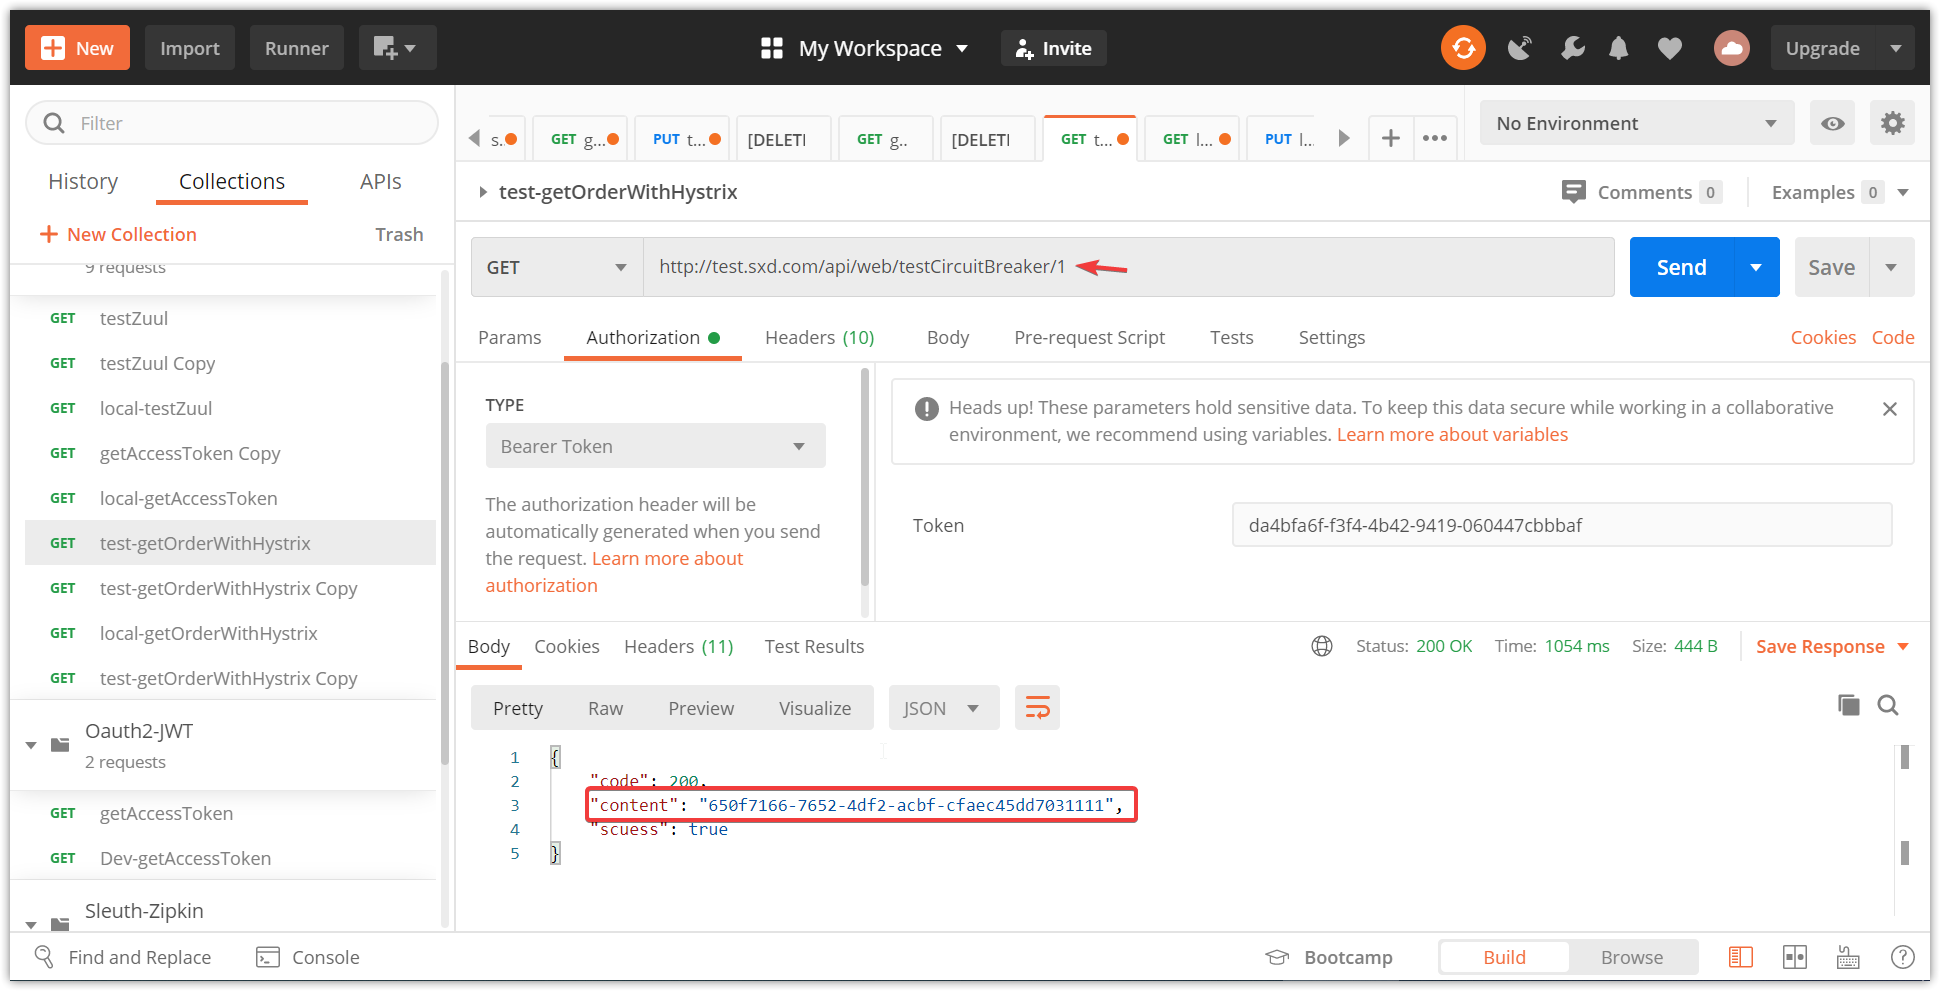 New
Import
Runner
My Workspace
Invite
Upgrade
Filter
History
Collections
APIs
New Collection
Trash
9 requests
GET testZuul
GET testZuul Copy
GET local-testZuul
GET getAccessToken Copy
GET local-getAccessToken
GET test-getOrderWithHystrix
GET test-getOrderWithHystrix Copy
GET local-getOrderWithHystrix
GET test-getOrderWithHystrix Copy
Oauth2-JWT
2 requests
GET getAccessToken
GET Dev-getAccessToken
Sleuth-Zipkin
s..
GET g...
PUT t...
[DELETI
GET g..
[DELETI
GET t...
GET l...
PUT l...
No Environment
test-getOrderWithHystrix
Comments 0
Examples 0
GET
http://test.sxd.com/api/web/testCircuitBreaker/1
Send
Save
Params
Authorization
Headers (10)
Body
Pre-request Script
Tests
Settings
Cookies
Code
TYPE
Bearer Token
The authorization header will be
automatically generated when you send
the request. Learn more about
authorization
Heads up! These parameters hold sensitive data. To keep this data secure while working in a collaborative
environment, we recommend using variables. Learn more about variables
Token
da4bfa6f-f3f4-4b42-9419-060447cbbbaf
Body
Cookies
Headers (11)
Test Results
Status: 200 OK
Time: 1054 ms
Size: 444 B
Save Response
Pretty
Raw
Preview
Visualize
JSON
1 {
2 "code": 200,
3 "content": "650f7166-7652-4df2-acbf-cfaec45dd7031111",
4 "scuess": true
5 }
Find and Replace
Console
Bootcamp
Build
Browse